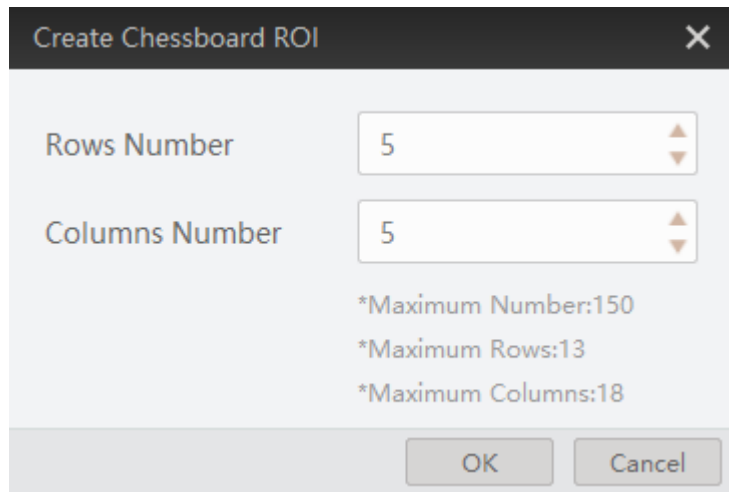 Create Chessboard ROI
Rows Number 5
Columns Number 5
*Maximum Number:150
*Maximum Rows:13
*Maximum Columns:18
OK Cancel